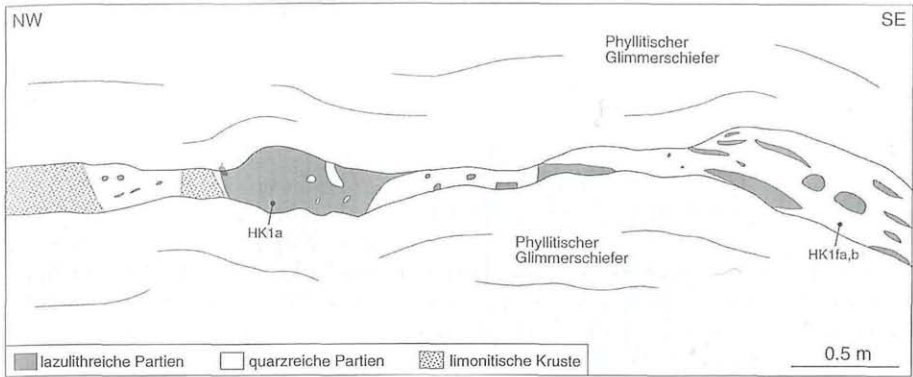 NW
SE
Phyllitischer
Glimmerschiefer
HK1a
Phyllitischer
Glimmerschiefer
HK1fa,b
lazulithreiche Partien
quarzreiche Partien
limonitische Kruste
0.5 m